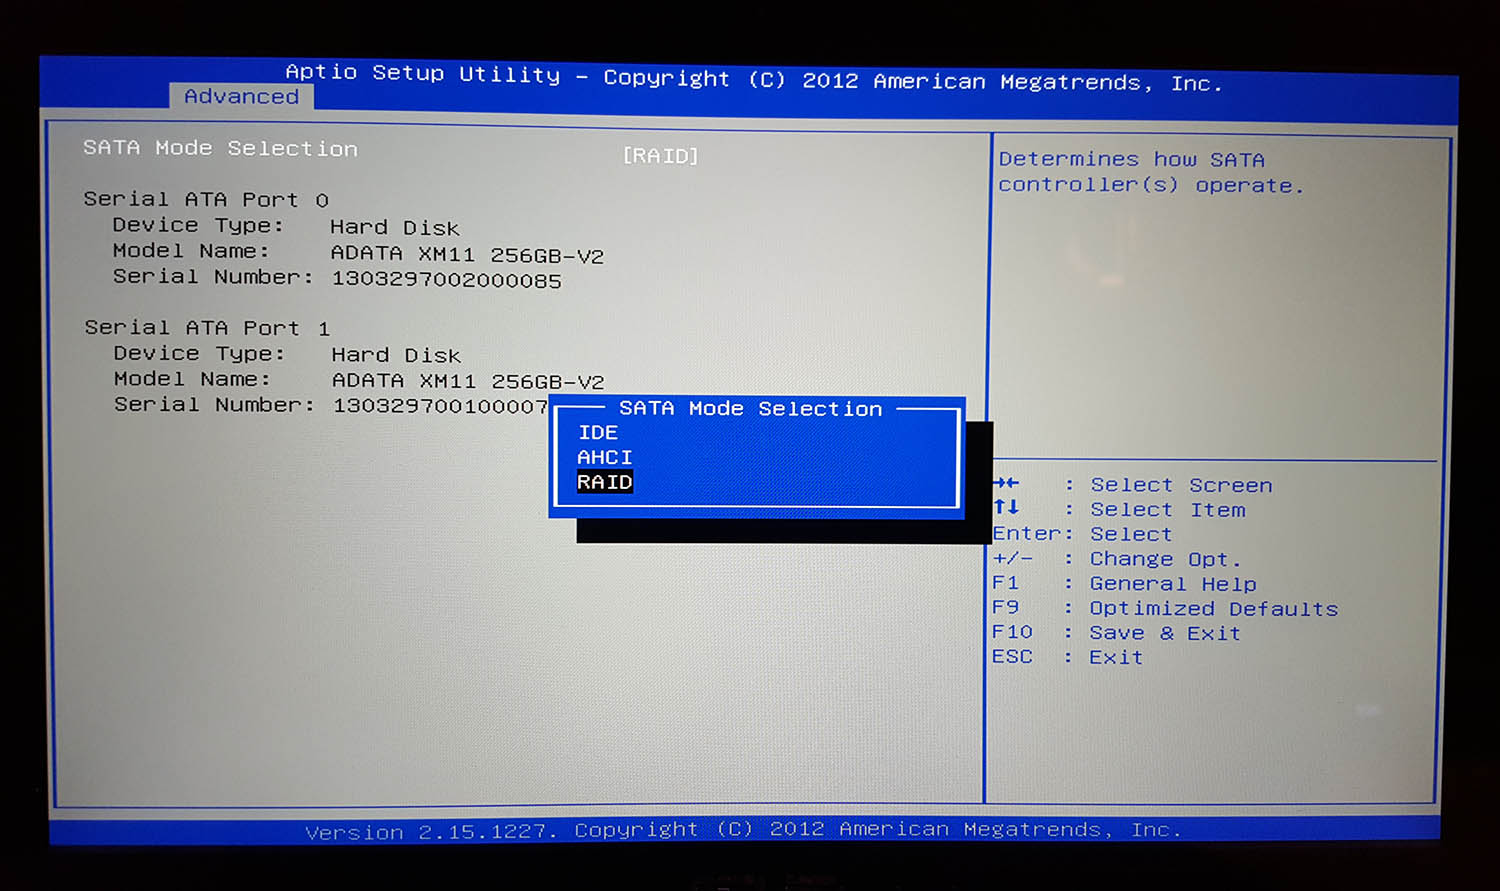 Aptio Setup Utility – Copyright (C) 2012 American Megatrends, Inc.
Advanced
SATA Mode Selection [RAID]
Serial ATA Port 0
Device Type: Hard Disk
Model Name: ADATA XM11 256GB-V2
Serial Number: 1303297002000085
Serial ATA Port 1
Device Type: Hard Disk
Model Name: ADATA XM11 256GB-V2
Serial Number: 130329700100007
SATA Mode Selection
IDE
AHCI
RAID
Determines how SATA
controller(s) operate.
→← : Select Screen
↑↓ : Select Item
Enter: Select
+/- : Change Opt.
F1 : General Help
F9 : Optimized Defaults
F10 : Save & Exit
ESC : Exit
Version 2.15.1227. Copyright (C) 2012 American Megatrends, Inc.